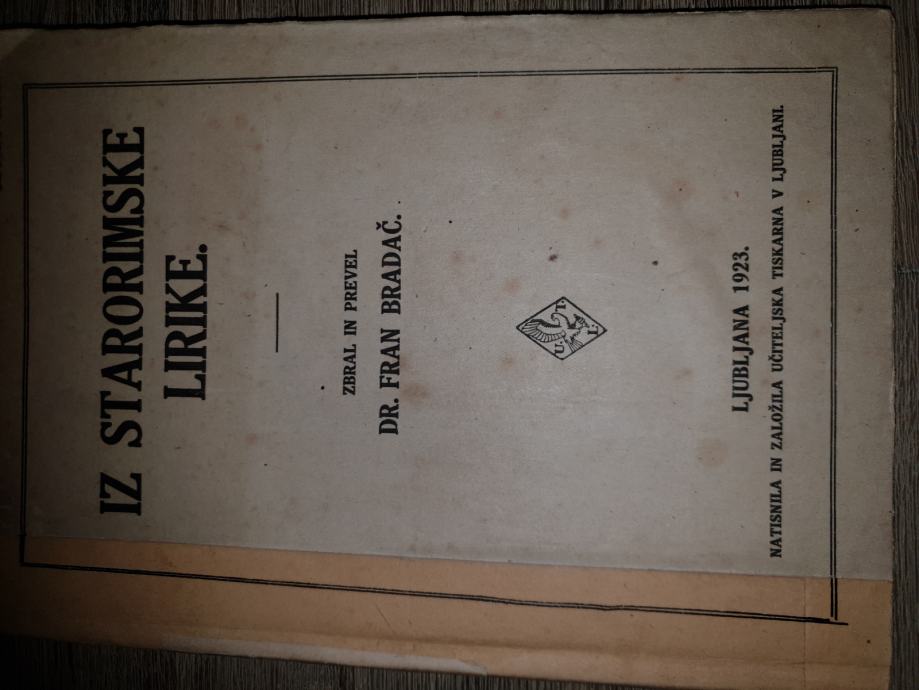 IZ STARORIMSKE
LIRIKE.
ZBRAL IN PREVEL
DR. FRAN BRADAČ.
U. T. L.
LJUBLJANA 1923.
NATISNILA IN ZALOŽILA UČITELJSKA TISKARNA V LJUBLJANI.